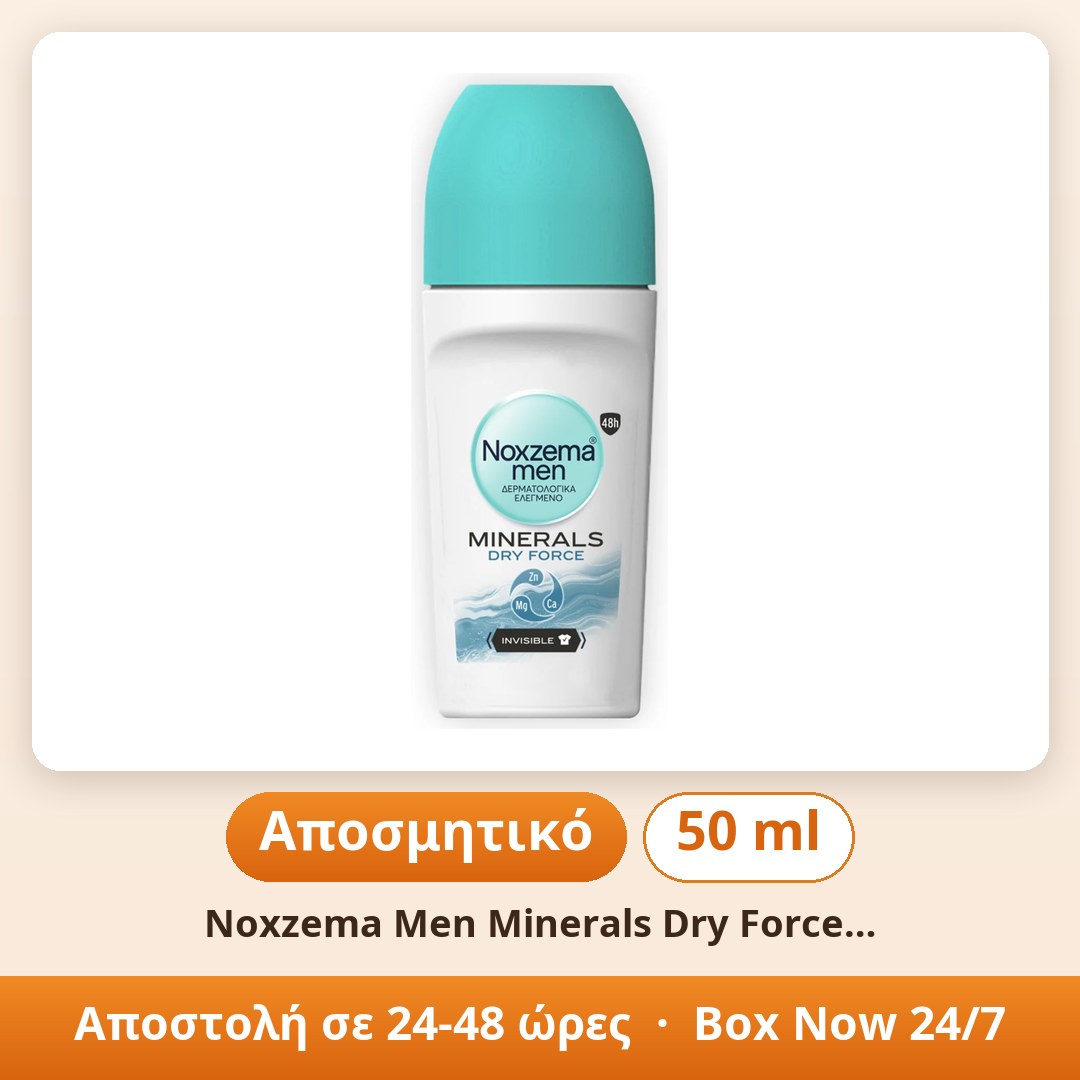 48h
Noxzema®
men
ΔΕΡΜΑΤΟΛΟΓΙΚΑ
ΕΛΕΓΜΕΝΟ
MINERALS
DRY FORCE
Zn
Mg Ca
INVISIBLE
Αποσμητικό 50 ml
Noxzema Men Minerals Dry Force...
Αποστολή σε 24-48 ώρες · Box Now 24/7